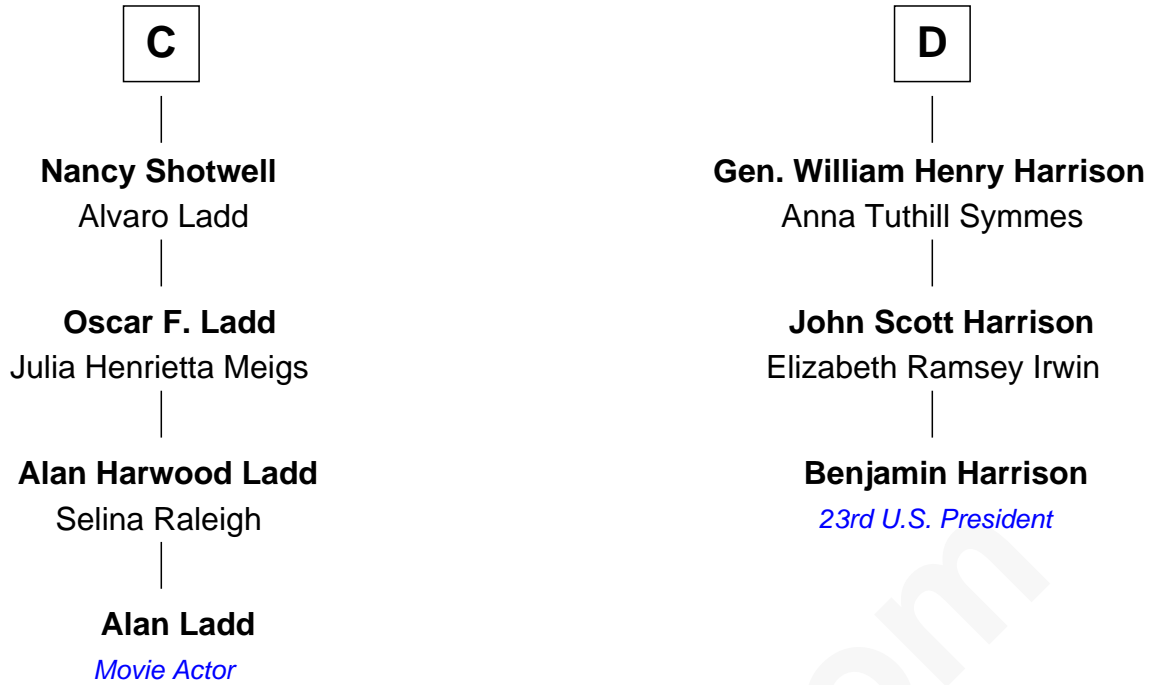 C
Nancy Shotwell
Alvaro Ladd
Oscar F. Ladd
Julia Henrietta Meigs
Alan Harwood Ladd
Selina Raleigh
Alan Ladd
Movie Actor
D
Gen. William Henry Harrison
Anna Tuthill Symmes
John Scott Harrison
Elizabeth Ramsey Irwin
Benjamin Harrison
23rd U.S. President